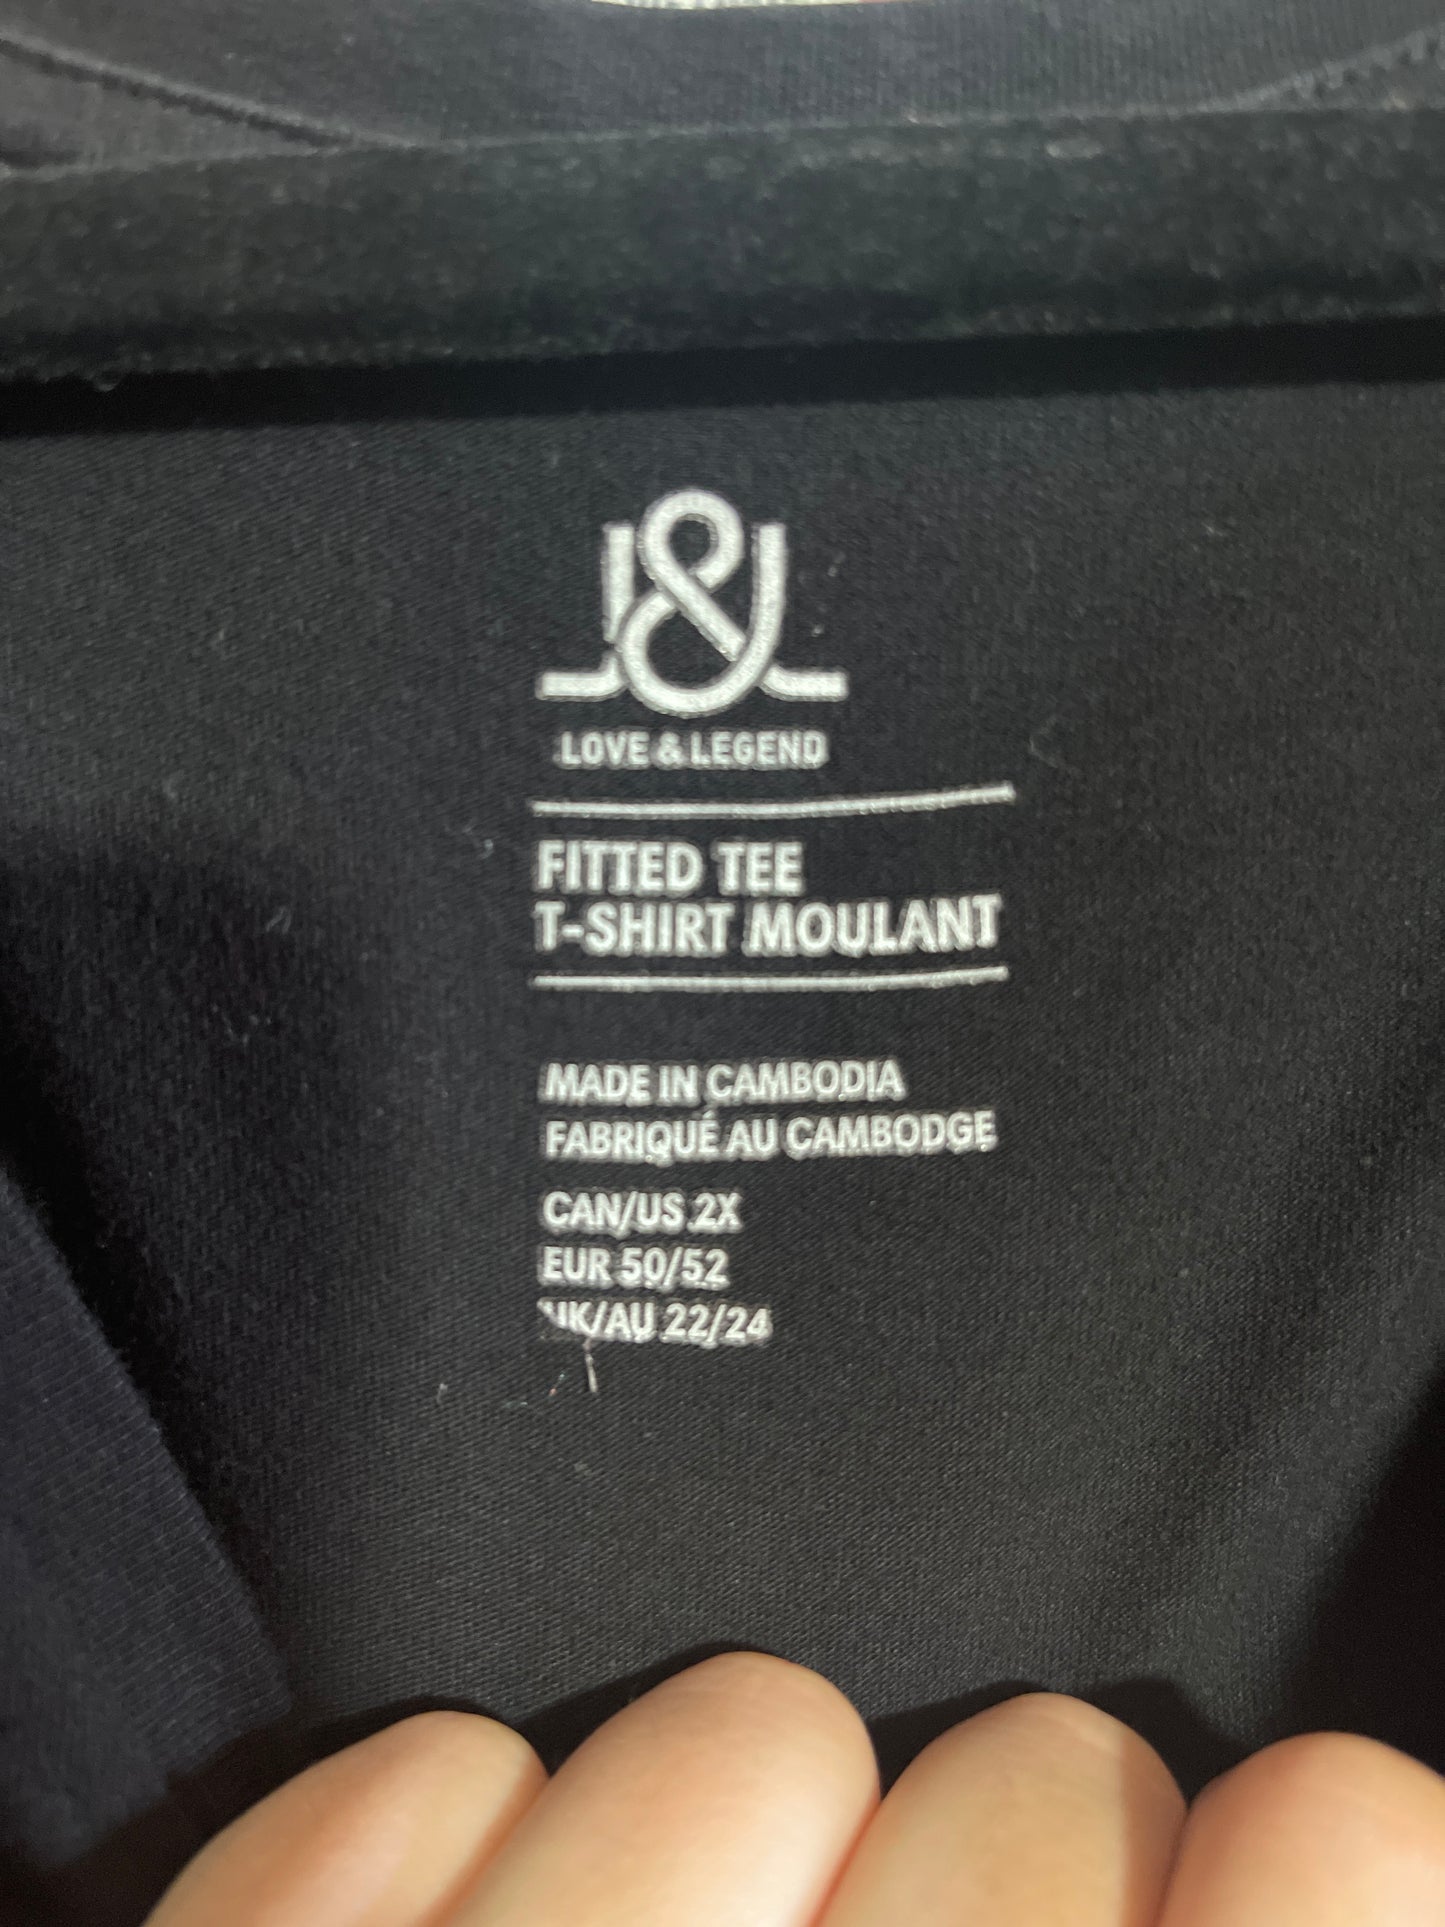 LOVE & LEGEND
FITTED TEE
T-SHIRT MOULANT
MADE IN CAMBODIA
FABRIQUÉ AU CAMBODGE
CAN/US 2X
EUR 50/52
UK/AU 22/24